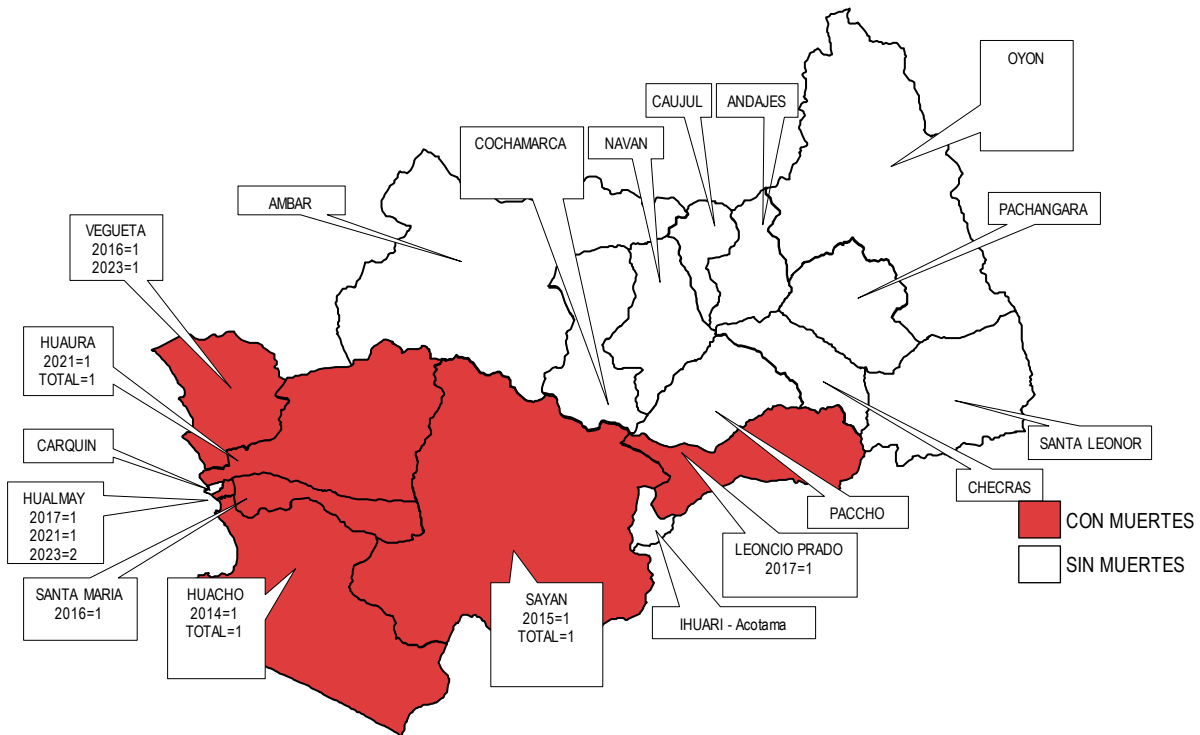 OYON
CAUJUL
ANDAJES
COCHAMARCA
NAVAN
AMBAR
PACHANGARA
VEGUETA
2016=1
2023=1
HUAURA
2021=1
TOTAL=1
CARQUIN
SANTA LEONOR
HUALMAY
2017=1
2021=1
2023=2
CHECRAS
PACCHO
CON MUERTES
SIN MUERTES
LEONCIO PRADO
2017=1
SANTA MARIA
2016=1
HUACHO
2014=1
TOTAL=1
SAYAN
2015=1
TOTAL=1
IHUARI - Acotama